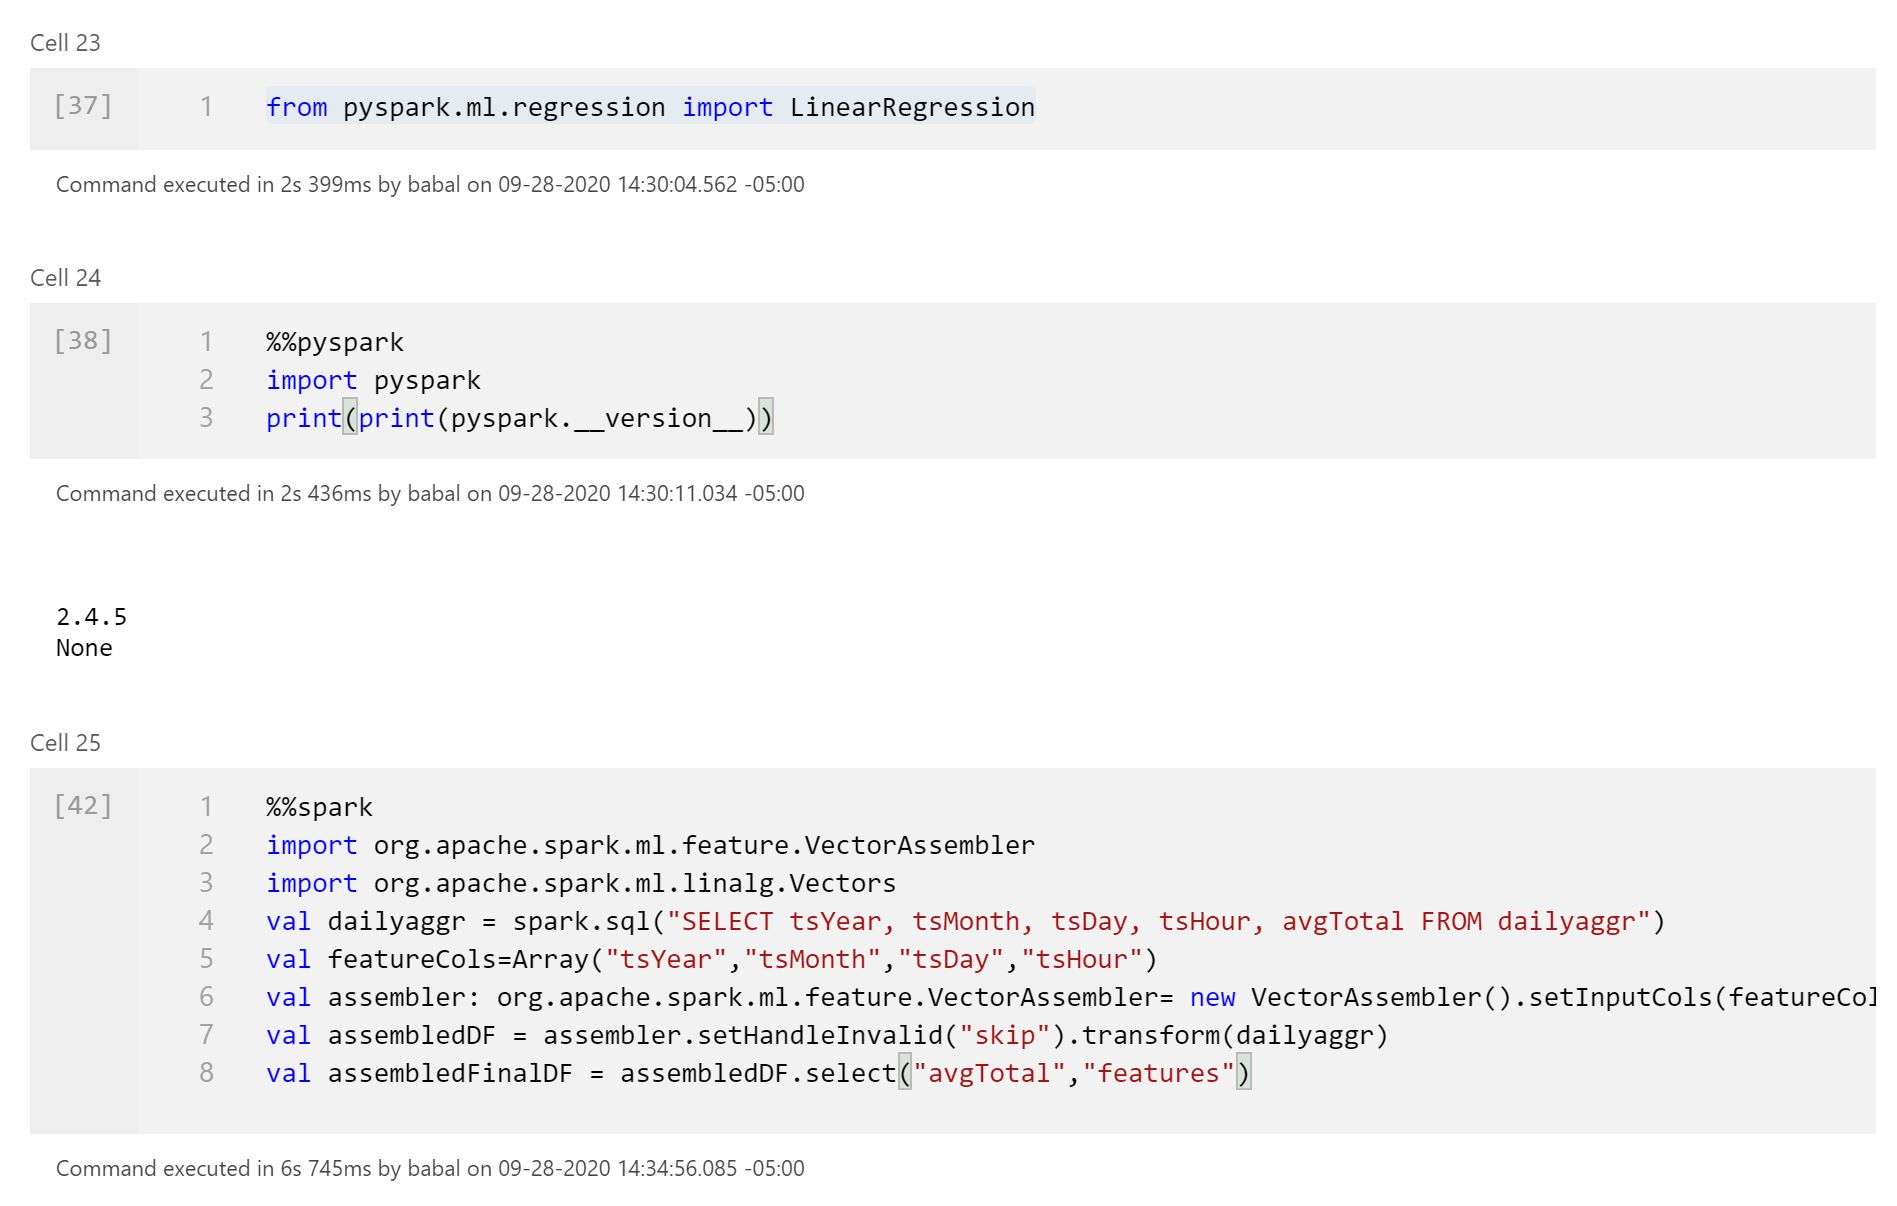 Cell 23
[37] 1 from pyspark.ml.regression import LinearRegression
Command executed in 2s 399ms by babal on 09-28-2020 14:30:04.562 -05:00
Cell 24
[38] 1 %%pyspark
2 import pyspark
3 print(print(pyspark.__version__))
Command executed in 2s 436ms by babal on 09-28-2020 14:30:11.034 -05:00
2.4.5
None
Cell 25
[42] 1 %%spark
2 import org.apache.spark.ml.feature.VectorAssembler
3 import org.apache.spark.ml.linalg.Vectors
4 val dailyaggr = spark.sql("SELECT tsYear, tsMonth, tsDay, tsHour, avgTotal FROM dailyaggr")
5 val featureCols=Array("tsYear","tsMonth","tsDay","tsHour")
6 val assembler: org.apache.spark.ml.feature.VectorAssembler= new VectorAssembler().setInputCols(featureCol
7 val assembledDF = assembler.setHandleInvalid("skip").transform(dailyaggr)
8 val assembledFinalDF = assembledDF.select("avgTotal","features")
Command executed in 6s 745ms by babal on 09-28-2020 14:34:56.085 -05:00